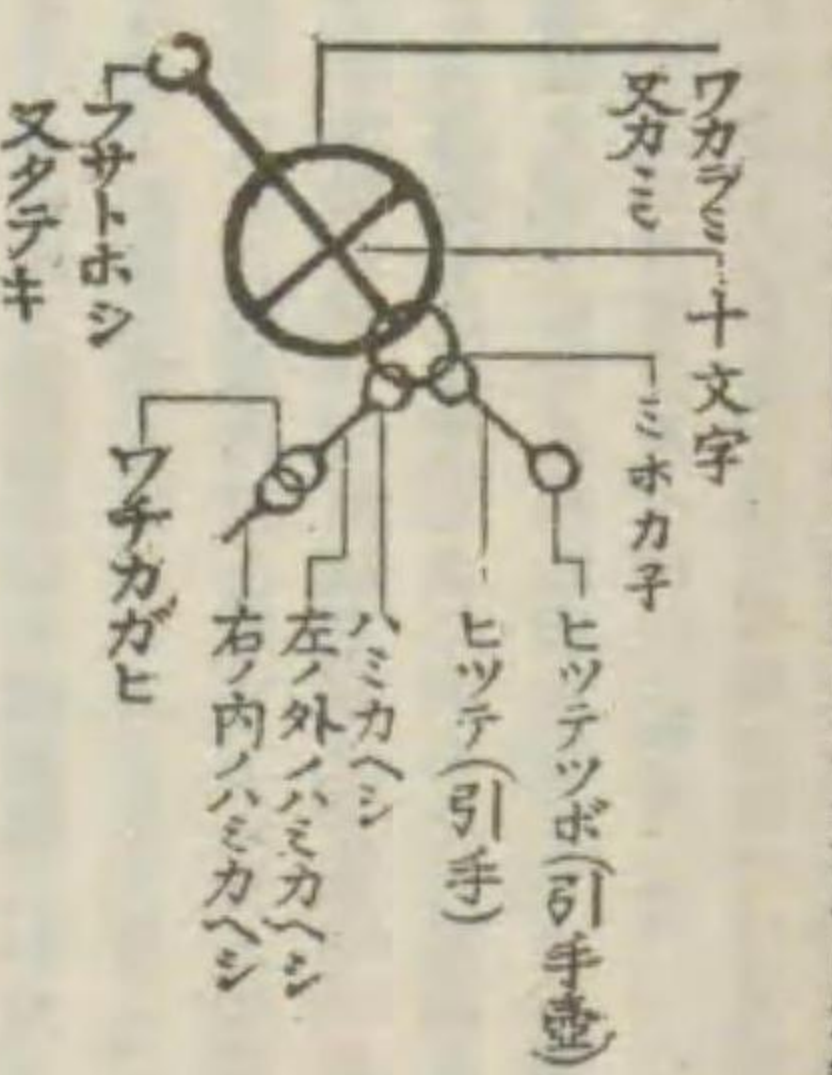 ワカラミ
又カミ
十文字
ミホカ子
ヒツテツボ(引手壺)
ヒツテ(引手)
ハミカヘシ
左ノ外ノハミカヘシ
右ノ内ノハミカヘシ
ワチカガヒ
フサトホシ
又タテキ